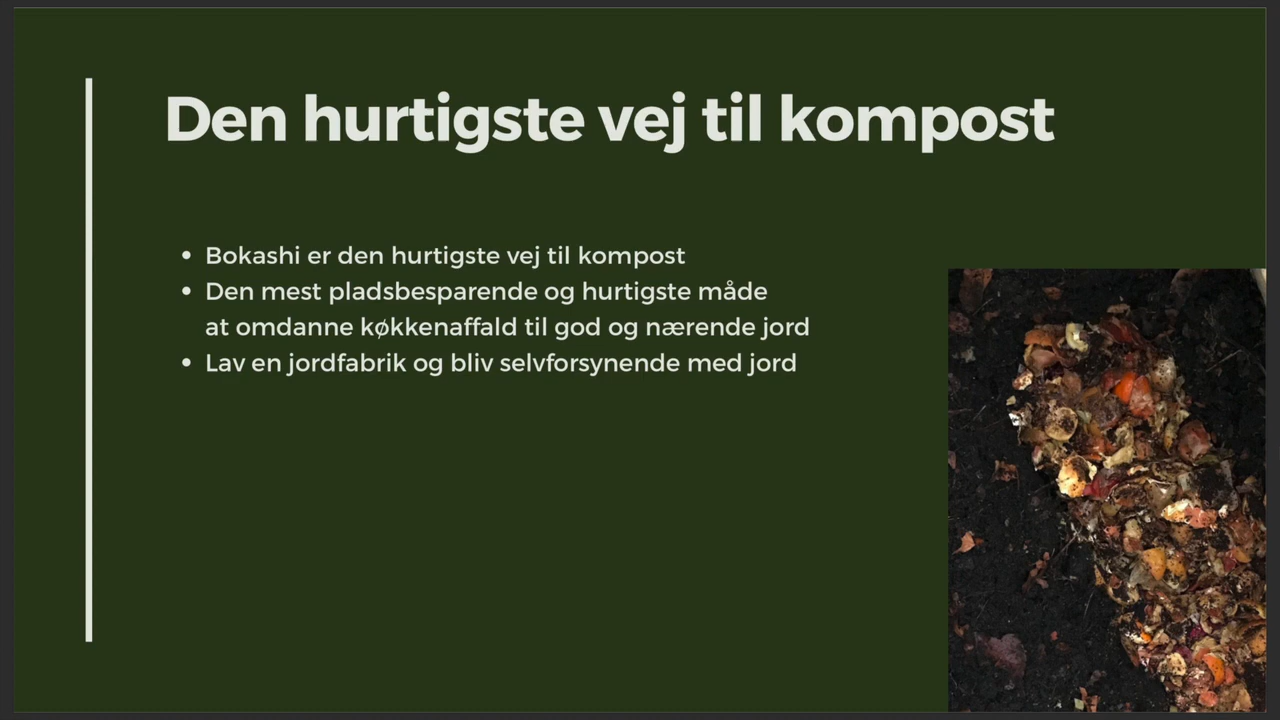 Den hurtigste vej til kompost
• Bokashi er den hurtigste vej til kompost
• Den mest pladsbesparende og hurtigste måde
at omdanne køkkenaffald til god og nærende jord
• Lav en jordfabrik og bliv selvforsynende med jord